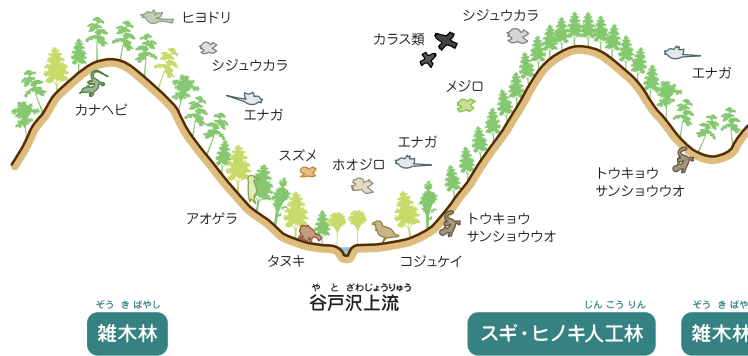 ヒヨドリ
シジュウカラ
カラス類
シジュウカラ
エナガ
カナヘビ
エナガ
メジロ
スズメ
ホオジロ
エナガ
トウキョウ
サンショウウオ
アオゲラ
トウキョウ
サンショウウオ
タヌキ
コジュケイ
やとざわじょうりゅう
谷戸沢上流
ぞうきばやし
雑木林
じんこうりん
スギ・ヒノキ人工林
ぞうきばや
雑木林